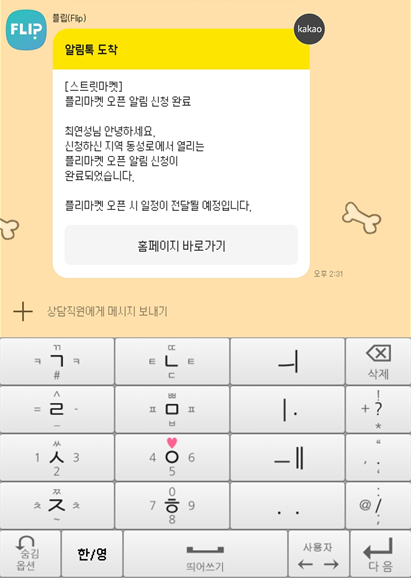 플립(Flip)
FLIP
kakao
알림톡 도착
[스트릿마켓]
플리마켓 오픈 알림 신청 완료
최연성님 안녕하세요.
신청하신 지역 동성로에서 열리는
플리마켓 오픈 알림 신청이
완료되었습니다.
플리마켓 오픈 시 일정이 전달될 예정입니다.
홈페이지 바로가기
오후 2:31
+ 상담직원에게 메시지 보내기
ㄲ ㄸ
ㅋ ㄱ ㅋ ㅌ ㄴ ㅌ ㅢ
# ㄷ 삭제
^ ㅃ !
= ㄹ - ㅍ ㅁ ㅍ ㅣ. + ?
_ ㅂ *
ㅆ ♥ “
1 ㅅ 3 4 ㅇ 6 ㅡㅔ , .
2 5 ;
ㅉ 0 :
ㅊ ㅈ ㅊ 7 ㅎ 9 . . @ /
~ 8 ;
숨김 한/영 사용자
옵션 띄어쓰기 ← → 다음